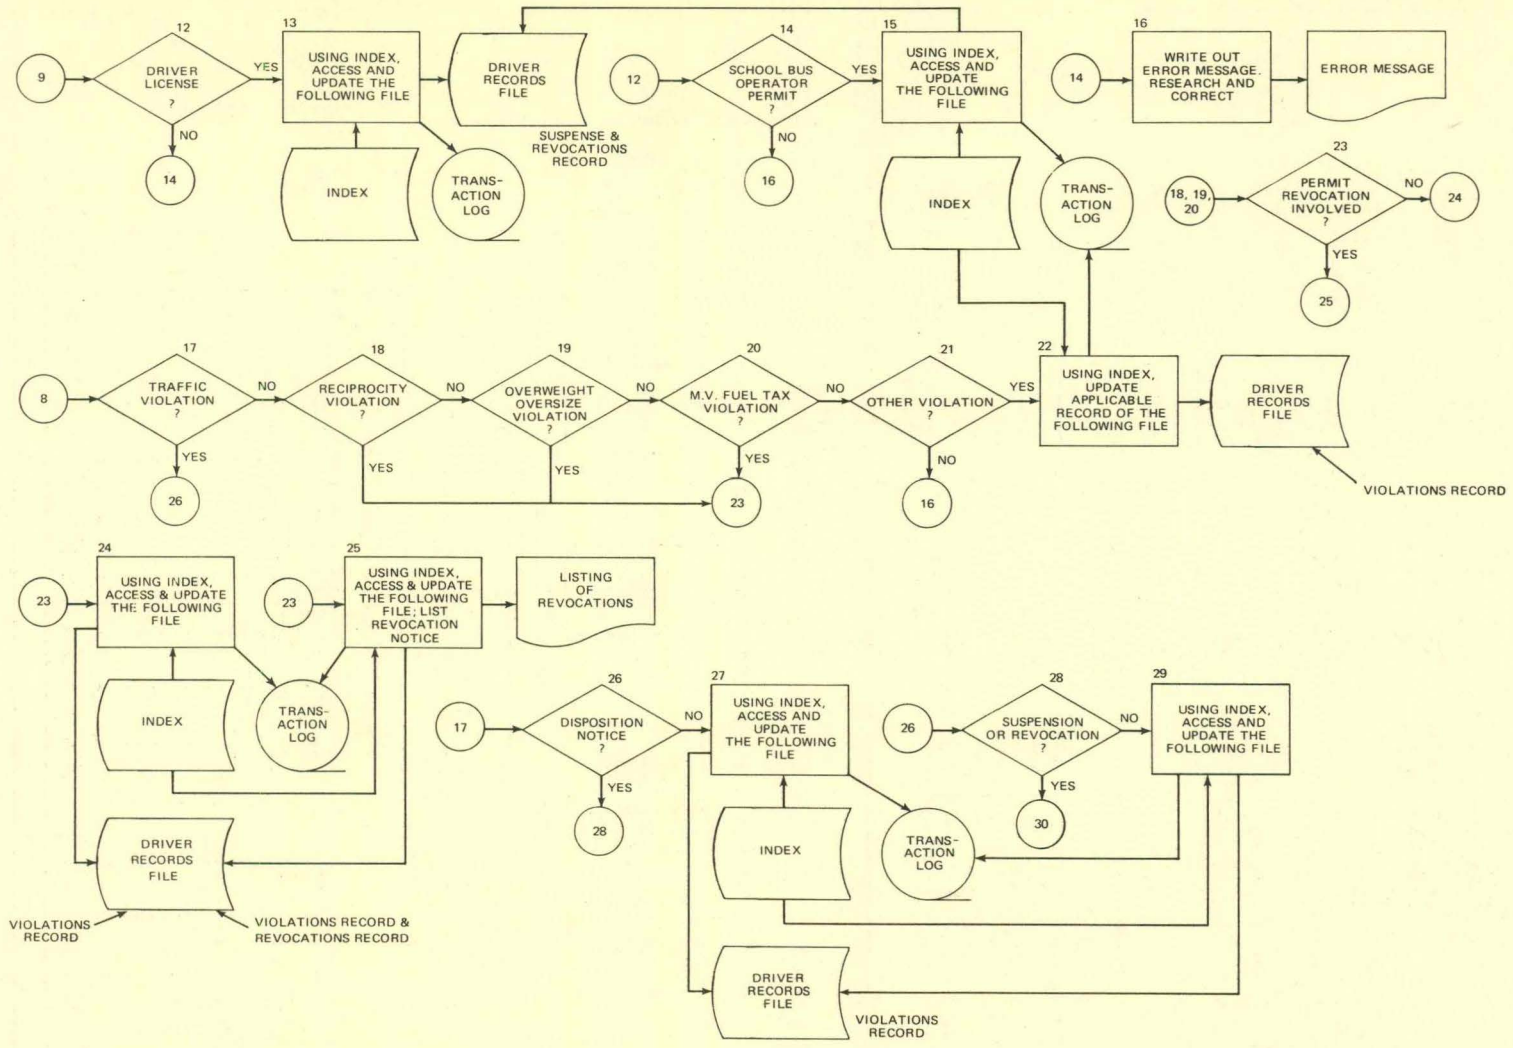 12
9
DRIVER
LICENSE
?
YES
NO
14
13
USING INDEX,
ACCESS AND
UPDATE THE
FOLLOWING FILE
DRIVER
RECORDS
FILE
SUSPENSE &
REVOCATIONS
RECORD
INDEX
TRANS-
ACTION
LOG
14
12
SCHOOL BUS
OPERATOR
PERMIT
?
YES
NO
16
15
USING INDEX,
ACCESS AND
UPDATE
THE FOLLOWING
FILE
INDEX
TRANS-
ACTION
LOG
16
14
WRITE OUT
ERROR MESSAGE.
RESEARCH AND
CORRECT
ERROR MESSAGE
23
18, 19,
20
PERMIT
REVOCATION
INVOLVED
?
NO
24
YES
25
17
8
TRAFFIC
VIOLATION
?
NO
YES
26
18
RECIPROCITY
VIOLATION
?
NO
YES
19
OVERWEIGHT
OVERSIZE
VIOLATION
?
NO
YES
20
M.V. FUEL TAX
VIOLATION
?
NO
YES
23
21
OTHER VIOLATION
?
YES
NO
16
22
USING INDEX,
UPDATE
APPLICABLE
RECORD OF THE
FOLLOWING FILE
DRIVER
RECORDS
FILE
VIOLATIONS RECORD
24
23
USING INDEX,
ACCESS & UPDATE
THE FOLLOWING
FILE
25
23
USING INDEX,
ACCESS & UPDATE
THE FOLLOWING
FILE; LIST
REVOCATION
NOTICE
LISTING
OF
REVOCATIONS
INDEX
TRANS-
ACTION
LOG
DRIVER
RECORDS
FILE
VIOLATIONS
RECORD
VIOLATIONS RECORD &
REVOCATIONS RECORD
26
17
DISPOSITION
NOTICE
?
NO
YES
28
27
USING INDEX,
ACCESS AND
UPDATE
THE FOLLOWING
FILE
INDEX
TRANS-
ACTION
LOG
28
26
SUSPENSION
OR REVOCATION
?
NO
YES
30
29
USING INDEX,
ACCESS AND
UPDATE THE
FOLLOWING FILE
DRIVER
RECORDS
FILE
VIOLATIONS
RECORD